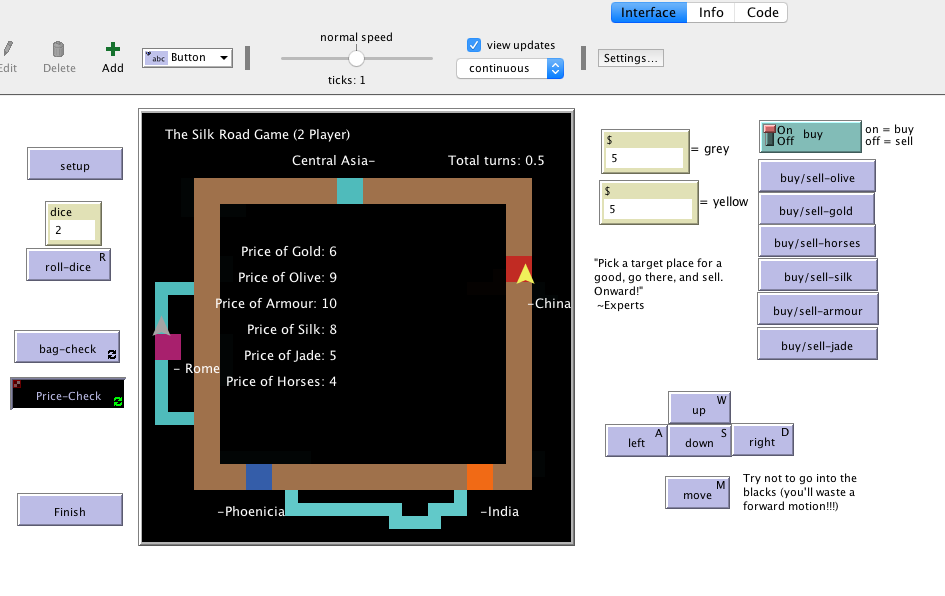 Interface Info Code
Edit
Delete
Add
abc Button
normal speed
ticks: 1
view updates
continuous
Settings...
The Silk Road Game (2 Player)
Central Asia-
Total turns: 0.5
Price of Gold: 6
Price of Olive: 9
Price of Armour: 10
Price of Silk: 8
Price of Jade: 5
Price of Horses: 4
-China
- Rome
-Phoenicia
-India
setup
dice
2
roll-dice R
bag-check
Price-Check
Finish
$
5
= grey
$
5
= yellow
"Pick a target place for a
good, go there, and sell.
Onward!"
~Experts
On
Off
buy
on = buy
off = sell
buy/sell-olive
buy/sell-gold
buy/sell-horses
buy/sell-silk
buy/sell-armour
buy/sell-jade
up W
left A
down S
right D
move M
Try not to go into the
blacks (you'll waste a
forward motion!!!)